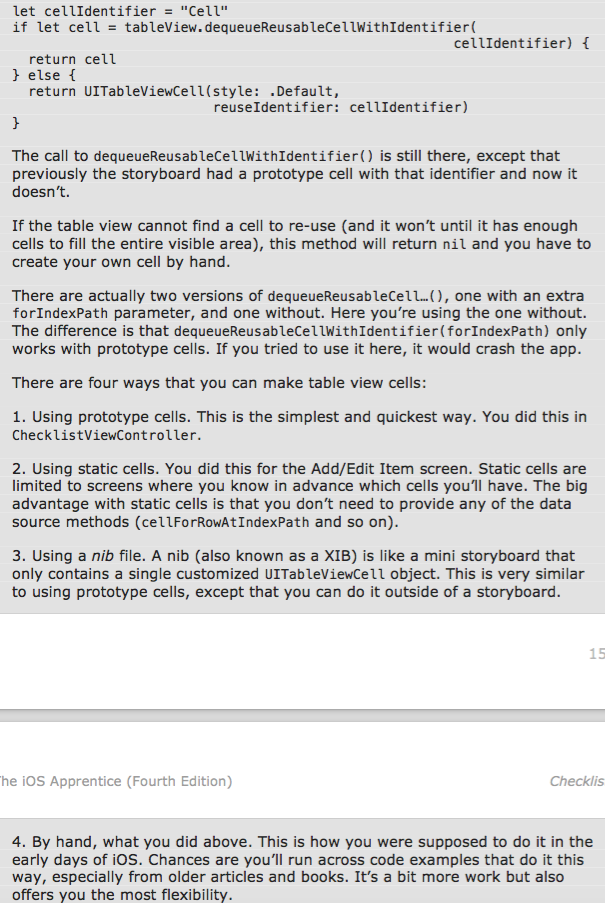 let cellIdentifier = "Cell"
if let cell = tableView.dequeueReusableCellWithIdentifier(
cellIdentifier) {
return cell
} else {
return UITableViewCell(style: .Default,
reuseIdentifier: cellIdentifier)
}
The call to dequeueReusableCellWithIdentifier() is still there, except that
previously the storyboard had a prototype cell with that identifier and now it
doesn't.
If the table view cannot find a cell to re-use (and it won't until it has enough
cells to fill the entire visible area), this method will return nil and you have to
create your own cell by hand.
There are actually two versions of dequeueReusableCell…(), one with an extra
forIndexPath parameter, and one without. Here you're using the one without.
The difference is that dequeueReusableCellWithIdentifier(forIndexPath) only
works with prototype cells. If you tried to use it here, it would crash the app.
There are four ways that you can make table view cells:
1. Using prototype cells. This is the simplest and quickest way. You did this in
ChecklistViewController.
2. Using static cells. You did this for the Add/Edit Item screen. Static cells are
limited to screens where you know in advance which cells you'll have. The big
advantage with static cells is that you don't need to provide any of the data
source methods (cellForRowAtIndexPath and so on).
3. Using a nib file. A nib (also known as a XIB) is like a mini storyboard that
only contains a single customized UITableViewCell object. This is very similar
to using prototype cells, except that you can do it outside of a storyboard.
15
he iOS Apprentice (Fourth Edition) Checklis
4. By hand, what you did above. This is how you were supposed to do it in the
early days of iOS. Chances are you'll run across code examples that do it this
way, especially from older articles and books. It's a bit more work but also
offers you the most flexibility.